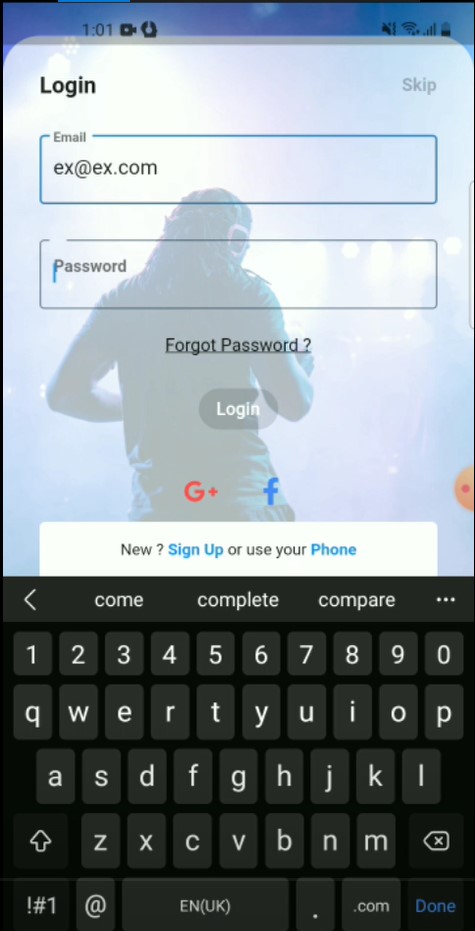 1:01
Login
Skip
Email
ex@ex.com
Password
Forgot Password ?
Login
G+ f
New ? Sign Up or use your Phone
come complete compare
1 2 3 4 5 6 7 8 9 0
q w e r t y u i o p
a s d f g h j k l
z x c v b n m
!#1 @ EN(UK) . .com Done